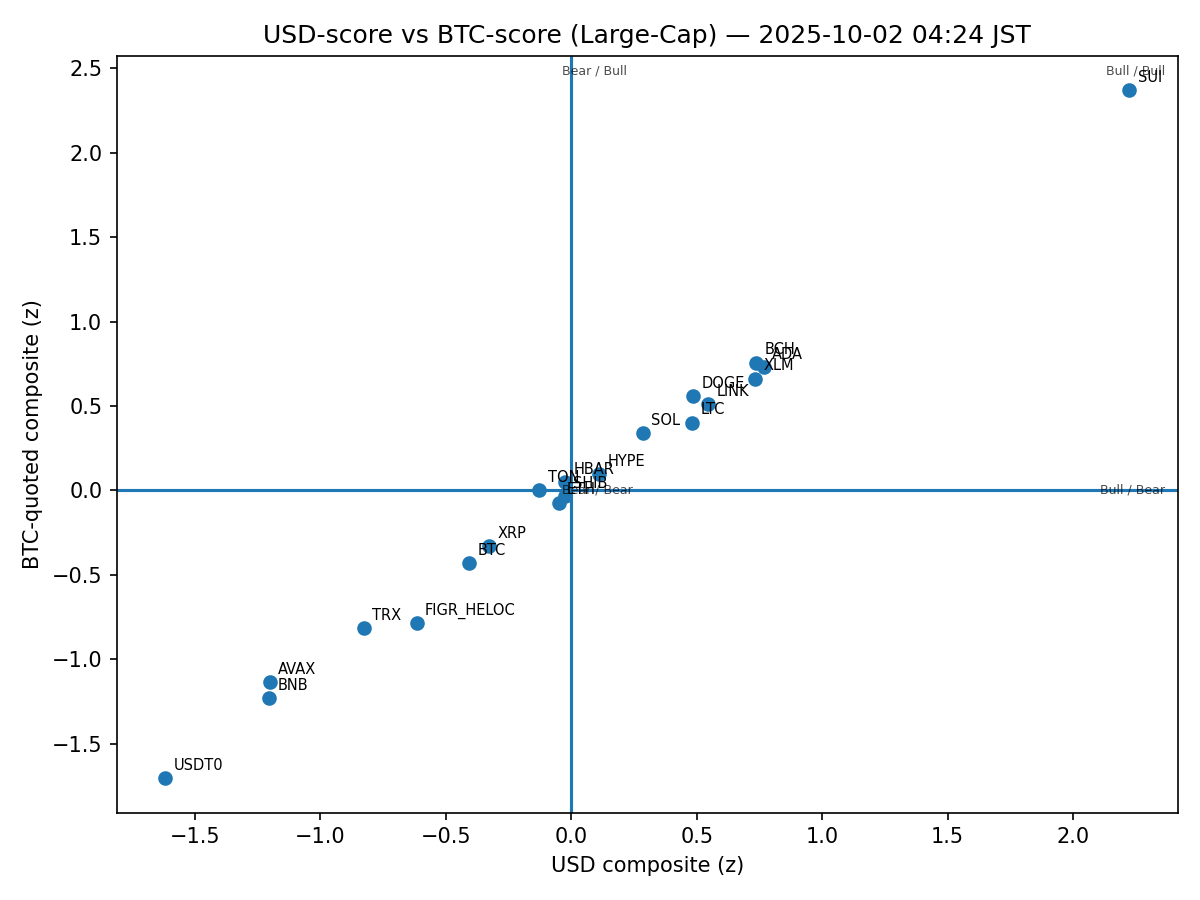 USD-score vs BTC-score (Large-Cap) — 2025-10-02 04:24 JST
Bear / Bull
Bull / Bull
SUI
BCH
ADA
XLM
DOGE
LINK
LTC
SOL
HYPE
HBAR
TON
SHIB
ETH
Bear / Bear
Bull / Bear
XRP
BTC
FIGR_HELOC
TRX
AVAX
BNB
USDT0
2.5
2.0
1.5
1.0
0.5
0.0
−0.5
−1.0
−1.5
BTC-quoted composite (z)
−1.5
−1.0
−0.5
0.0
0.5
1.0
1.5
2.0
USD composite (z)